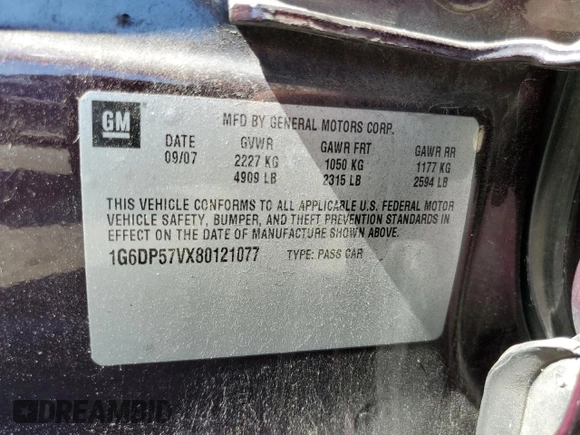 GM
MFD BY GENERAL MOTORS CORP.
DATE GVWR GAWR FRT GAWR RR
09/07 2227 KG 1050 KG 1177 KG
4909 LB 2315 LB 2594 LB
THIS VEHICLE CONFORMS TO ALL APPLICABLE U.S. FEDERAL MOTOR
VEHICLE SAFETY, BUMPER, AND THEFT PREVENTION STANDARDS IN
EFFECT ON THE DATE OF MANUFACTURE SHOWN ABOVE.
1G6DP57VX80121077 TYPE: PASS CAR
DREAMBID